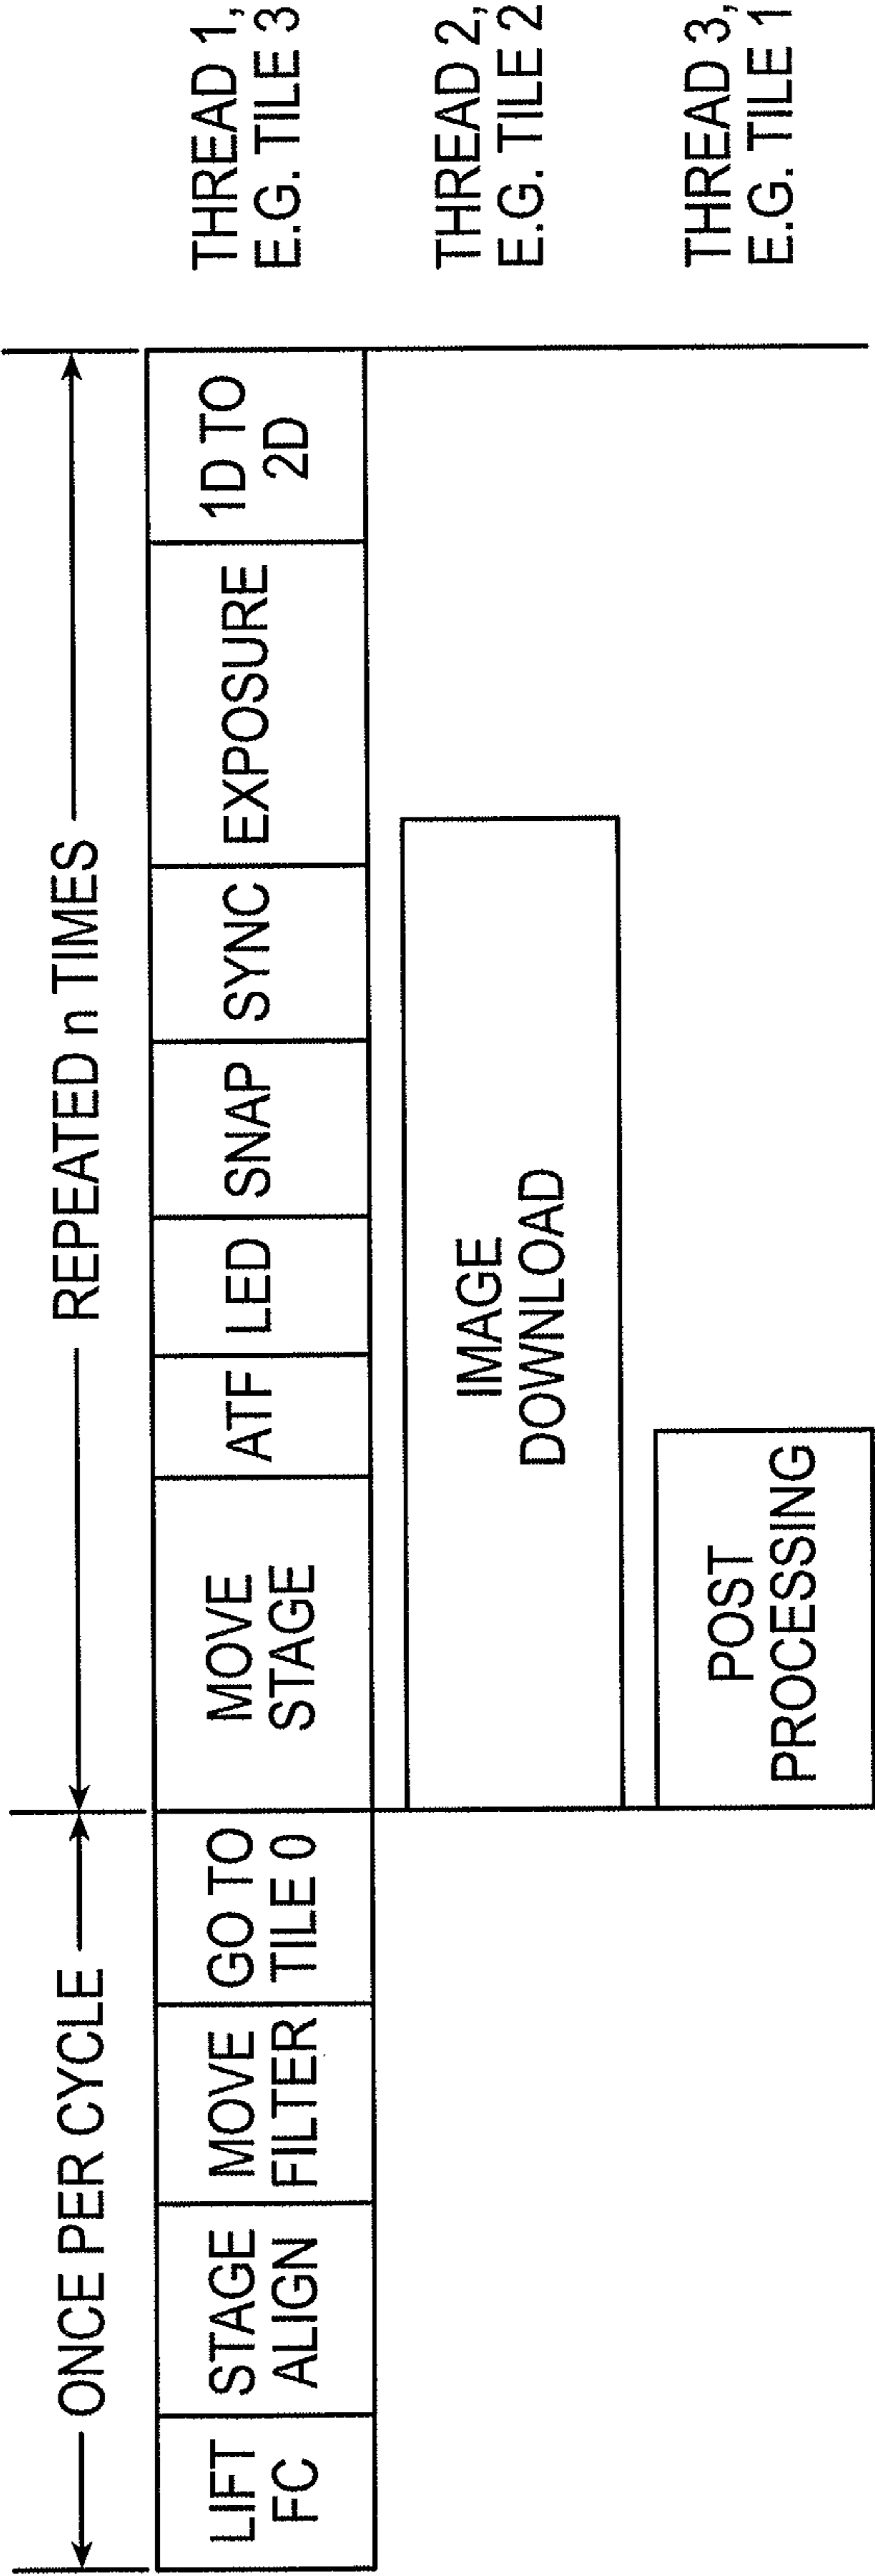 ONCE PER CYCLE
REPEATED n TIMES
LIFT
FC
STAGE
ALIGN
MOVE
FILTER
GO TO
TILE 0
MOVE
STAGE
ATF
LED
SNAP
SYNC
EXPOSURE
1D TO
2D
THREAD 1,
E.G. TILE 3
IMAGE
DOWNLOAD
THREAD 2,
E.G. TILE 2
POST
PROCESSING
THREAD 3,
E.G. TILE 1